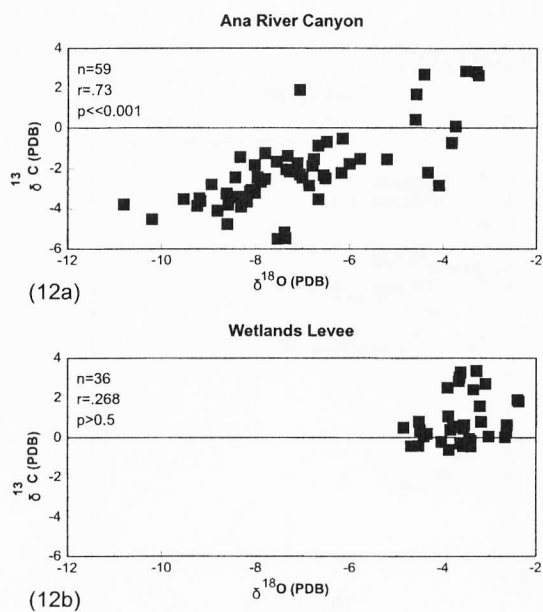 Ana River Canyon
n=59
r=.73
p<<0.001
4
2
0
-2
-4
-6
δ 13 C (PDB)
-12 -10 -8 -6 -4 -2
δ18O (PDB)
(12a)
Wetlands Levee
n=36
r=.268
p>0.5
4
2
0
-2
-4
-6
δ 13 C (PDB)
-12 -10 -8 -6 -4 -2
δ18O (PDB)
(12b)